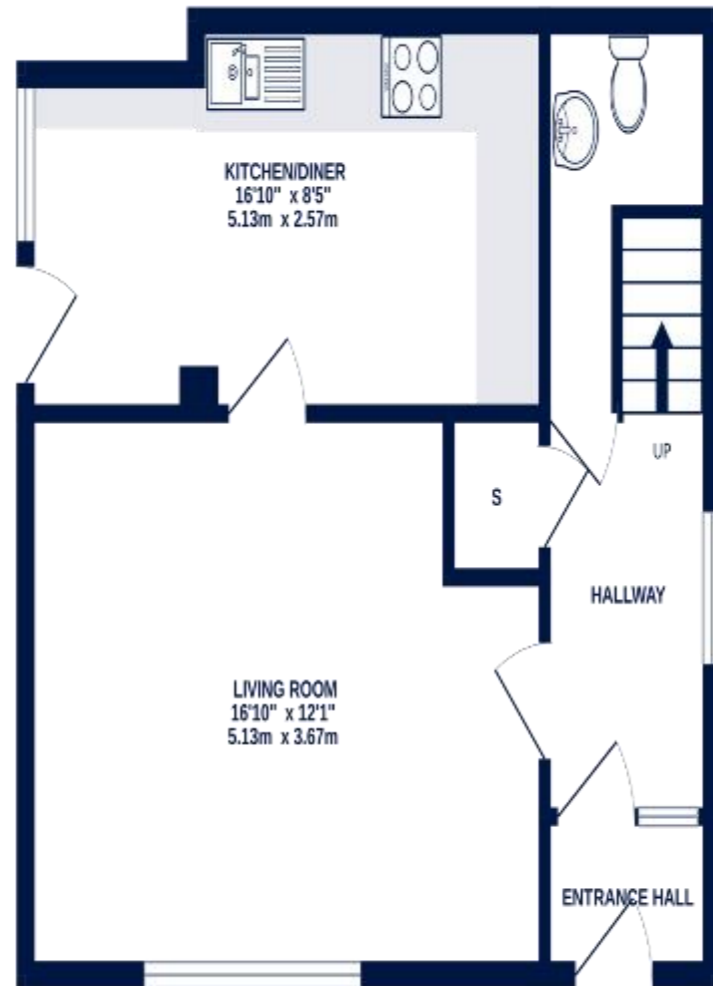 KITCHEN/DINER
16'10" x 8'5"
5.13m x 2.57m
UP
S
HALLWAY
LIVING ROOM
16'10" x 12'1"
5.13m x 3.67m
ENTRANCE HALL